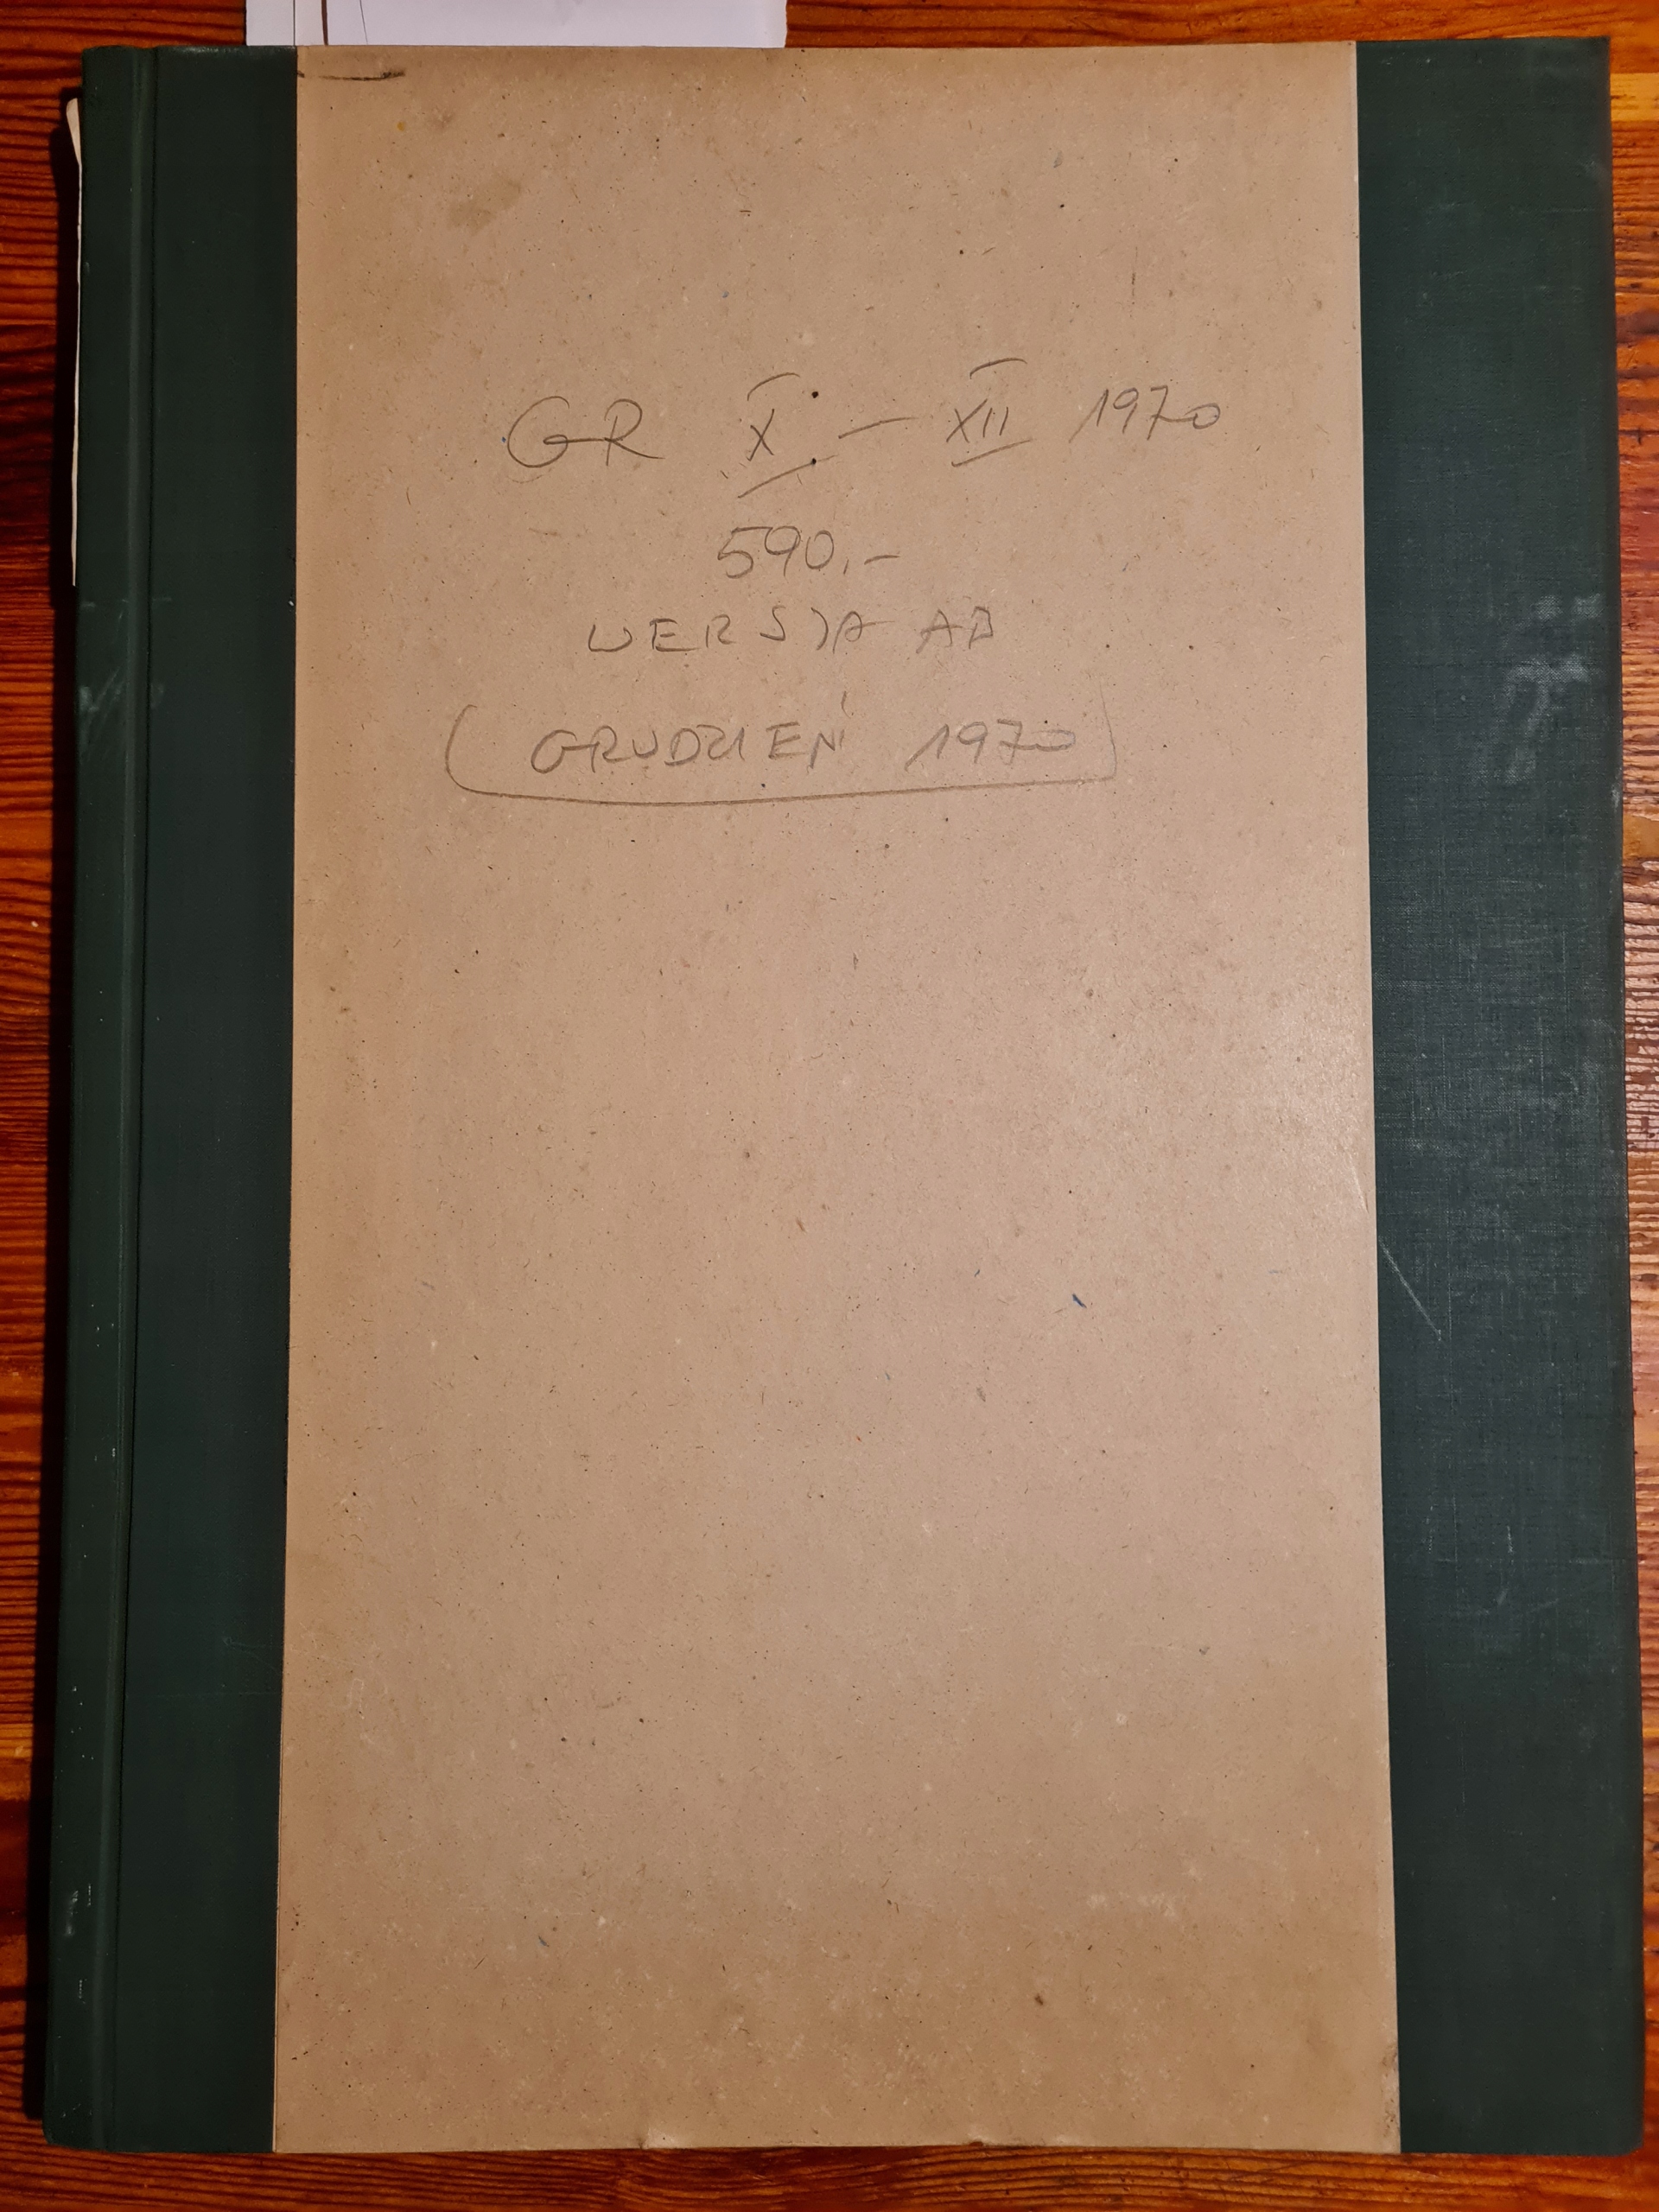 GR X - XII 1970
590,-
WERSJA AB
GRUDZIEŃ 1970